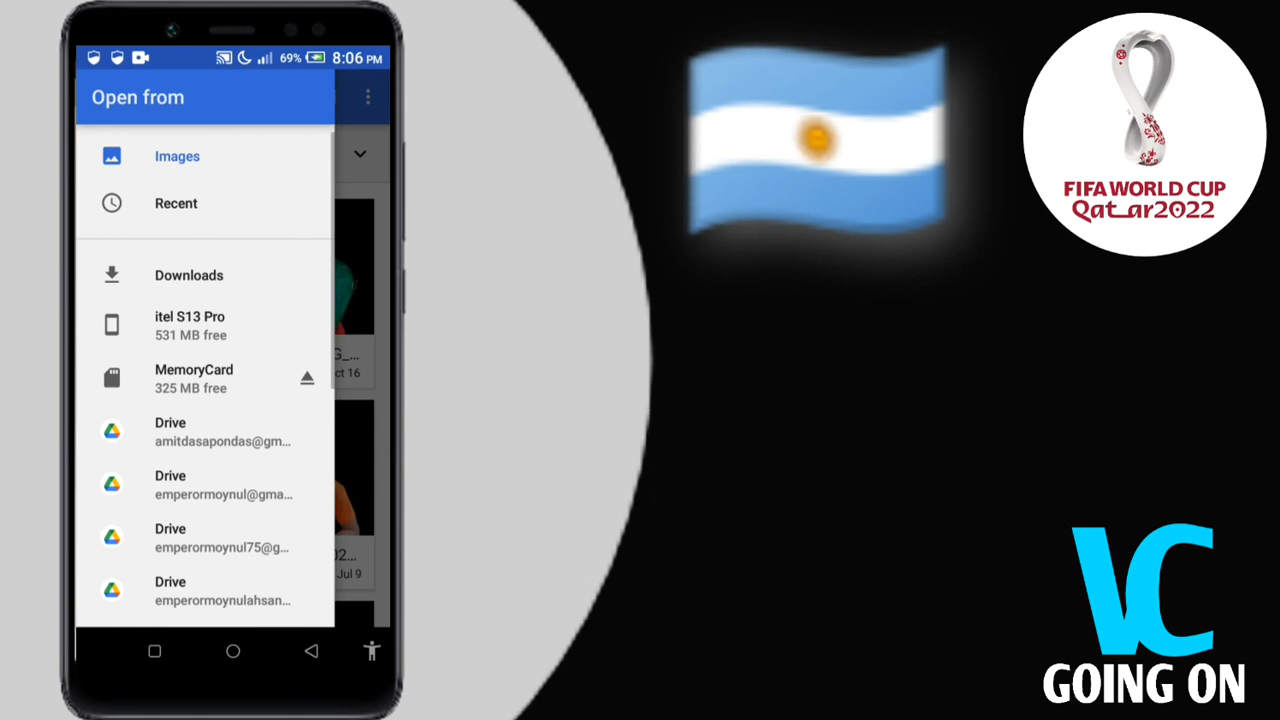 69% 8:06 PM
Open from
Images
Recent
Downloads
itel S13 Pro
531 MB free
MemoryCard
325 MB free
Drive
amitdasapondas@gm...
Drive
emperormoynul@gma...
Drive
emperormoynul75@g...
Drive
emperormoynulahsan...
G_...
ct 16
02...
Jul 9
FIFA WORLD CUP
Qatar2022
VC
GOING ON